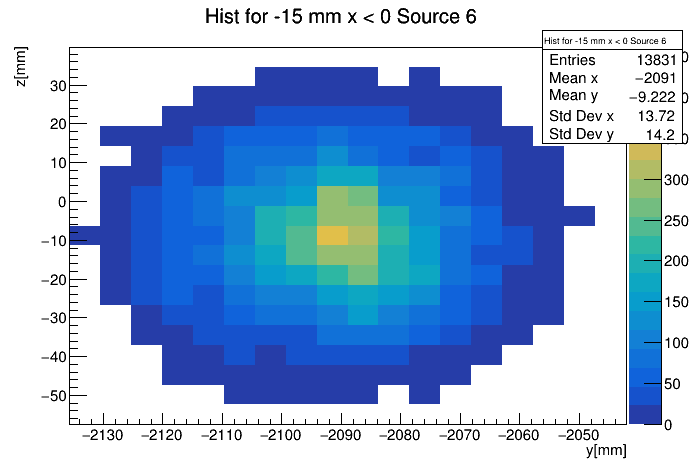 Hist for -15 mm x < 0 Source 6
z[mm]
Hist for -15 mm x < 0 Source 6
Entries 13831
Mean x −2091
Mean y −9.222
Std Dev x 13.72
Std Dev y 14.2
30
20
10
0
−10
−20
−30
−40
−50
300
250
200
150
100
50
0
−2130 −2120 −2110 −2100 −2090 −2080 −2070 −2060 −2050
y[mm]